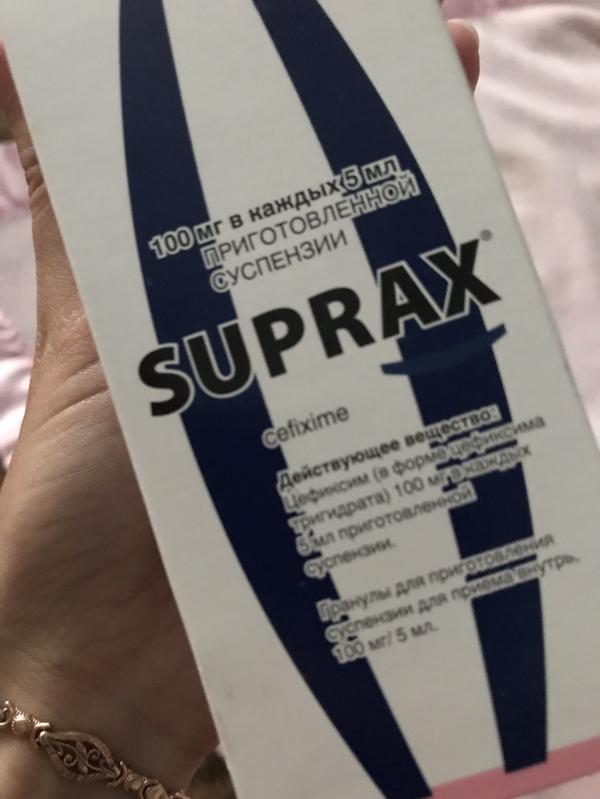 100 мг в каждых 5 мл
ПРИГОТОВЛЕННОЙ
СУСПЕНЗИИ
SUPRAX®
cefixime
Действующее вещество:
Цефиксим (в форме цефиксима
тригидрата) 100 мг в каждых
5 мл приготовленной
суспензии.
Гранулы для приготовления
суспензии для приема внутрь,
100 мг/ 5 мл.